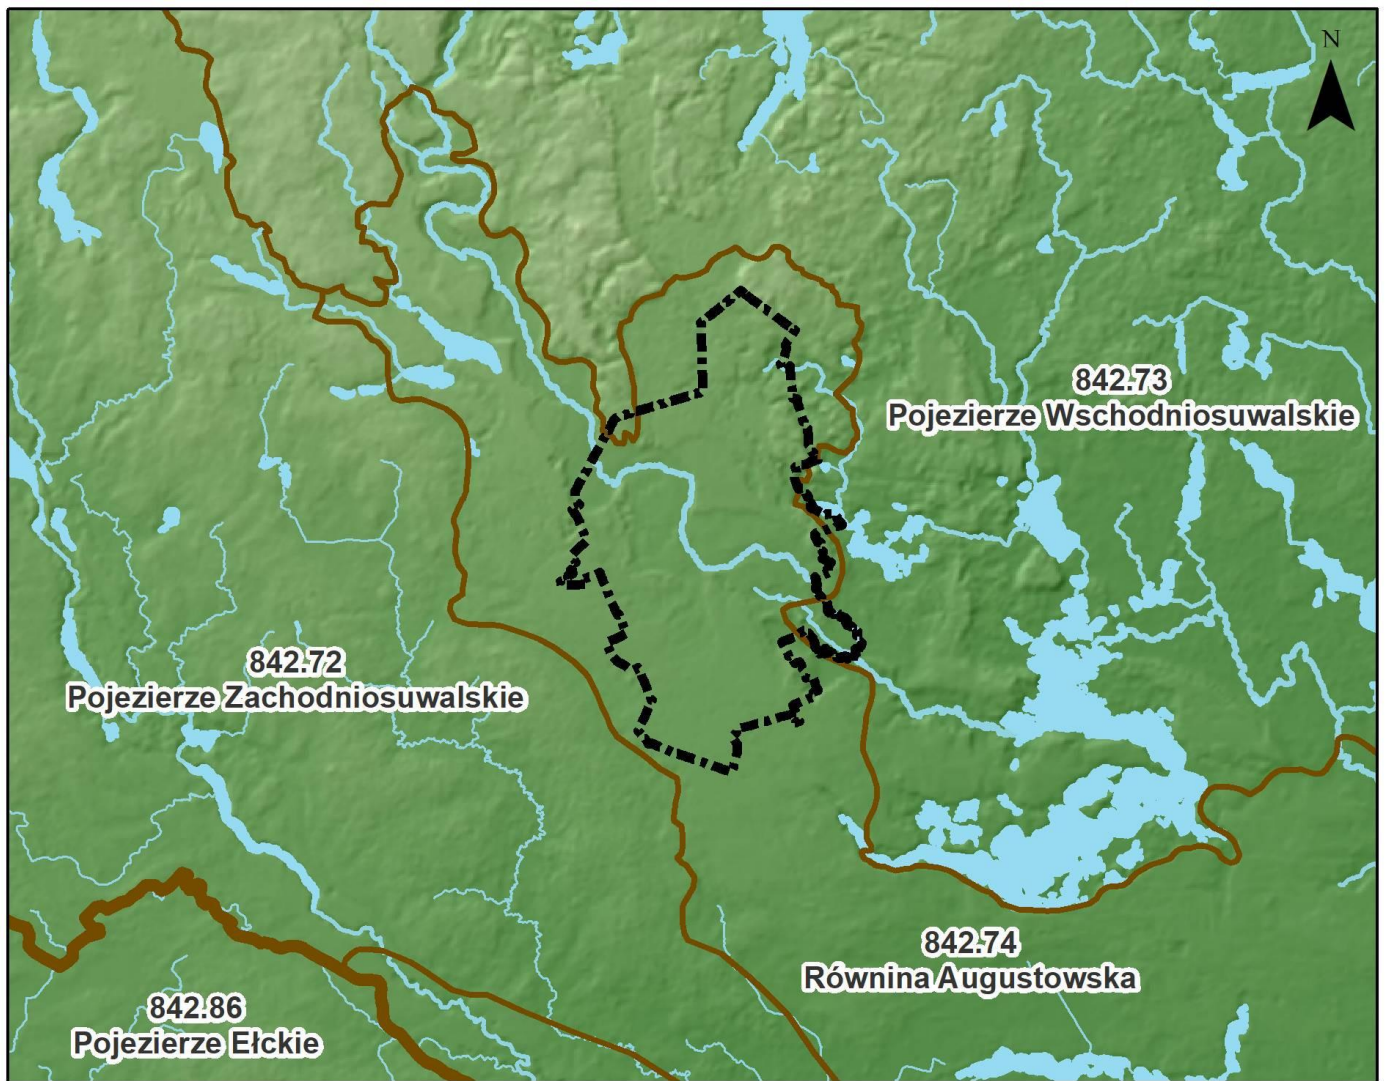 N
842.73
Pojezierze Wschodniosuwalskie
842.72
Pojezierze Zachodniosuwalskie
842.74
Równina Augustowska
842.86
Pojezierze Ełckie